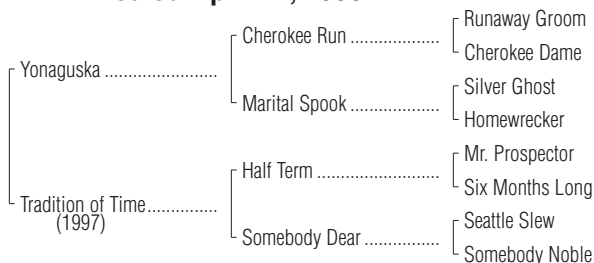 Runaway Groom
Cherokee Run ...................
Cherokee Dame
Yonaguska ........................
Silver Ghost
Marital Spook ...................
Homewrecker
Mr. Prospector
Half Term ..........................
Six Months Long
Tradition of Time...............
(1997)
Seattle Slew
Somebody Dear ................
Somebody Noble